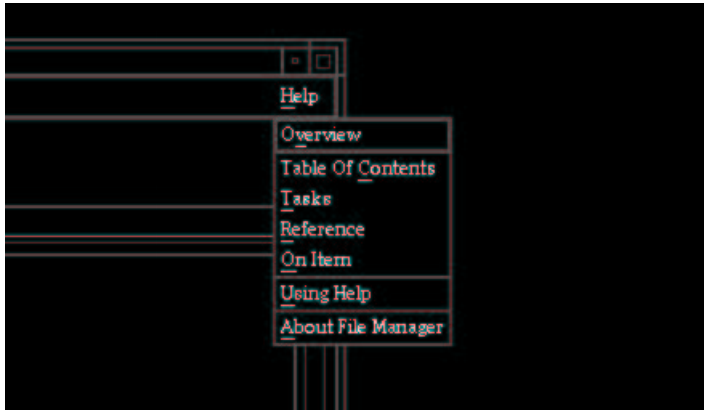 Help
Overview
Table Of Contents
Tasks
Reference
On Item
Using Help
About File Manager